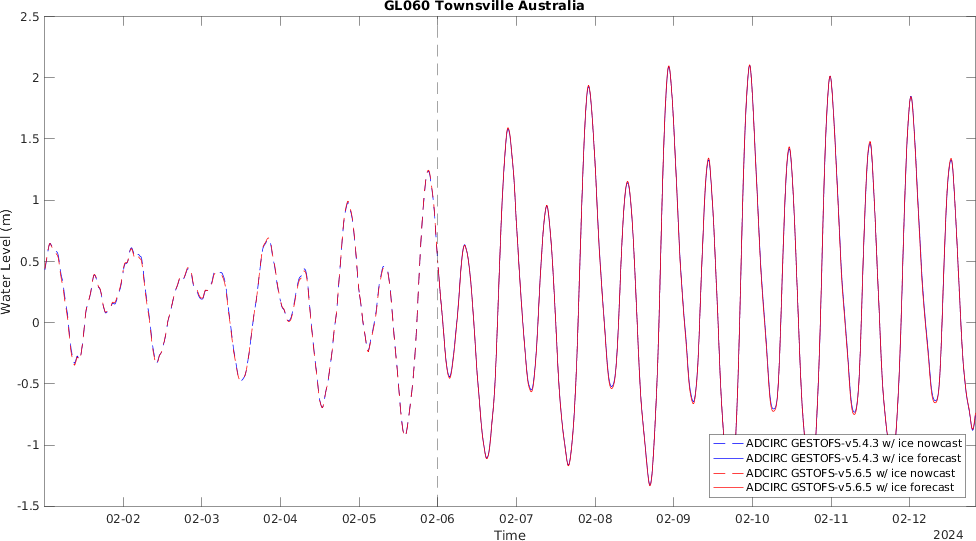 GL060 Townsville Australia
2.5
2
1.5
1
0.5
0
-0.5
-1
-1.5
Water Level (m)
ADCIRC GESTOFS-v5.4.3 w/ ice nowcast
ADCIRC GESTOFS-v5.4.3 w/ ice forecast
ADCIRC GSTOFS-v5.6.5 w/ ice nowcast
ADCIRC GSTOFS-v5.6.5 w/ ice forecast
02-02 02-03 02-04 02-05 02-06 02-07 02-08 02-09 02-10 02-11 02-12
Time
2024